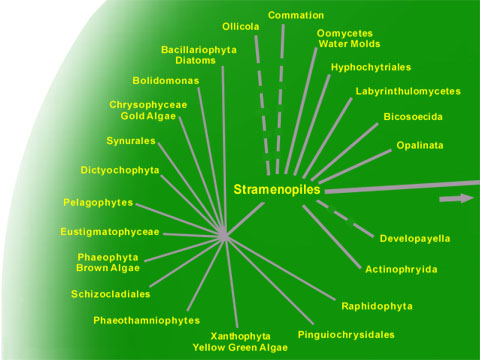 Commation
Ollicola
Oomycetes
Water Molds
Bacillariophyta
Diatoms
Hyphochytriales
Bolidomonas
Labyrinthulomycetes
Chrysophyceae
Gold Algae
Bicosoecida
Synurales
Opalinata
Dictyochophyta
Stramenopiles
Pelagophytes
Eustigmatophyceae
Developayella
Phaeophyta
Brown Algae
Actinophryida
Schizocladiales
Raphidophyta
Phaeothamniophytes
Xanthophyta
Yellow Green Algae
Pinguiochrysidales